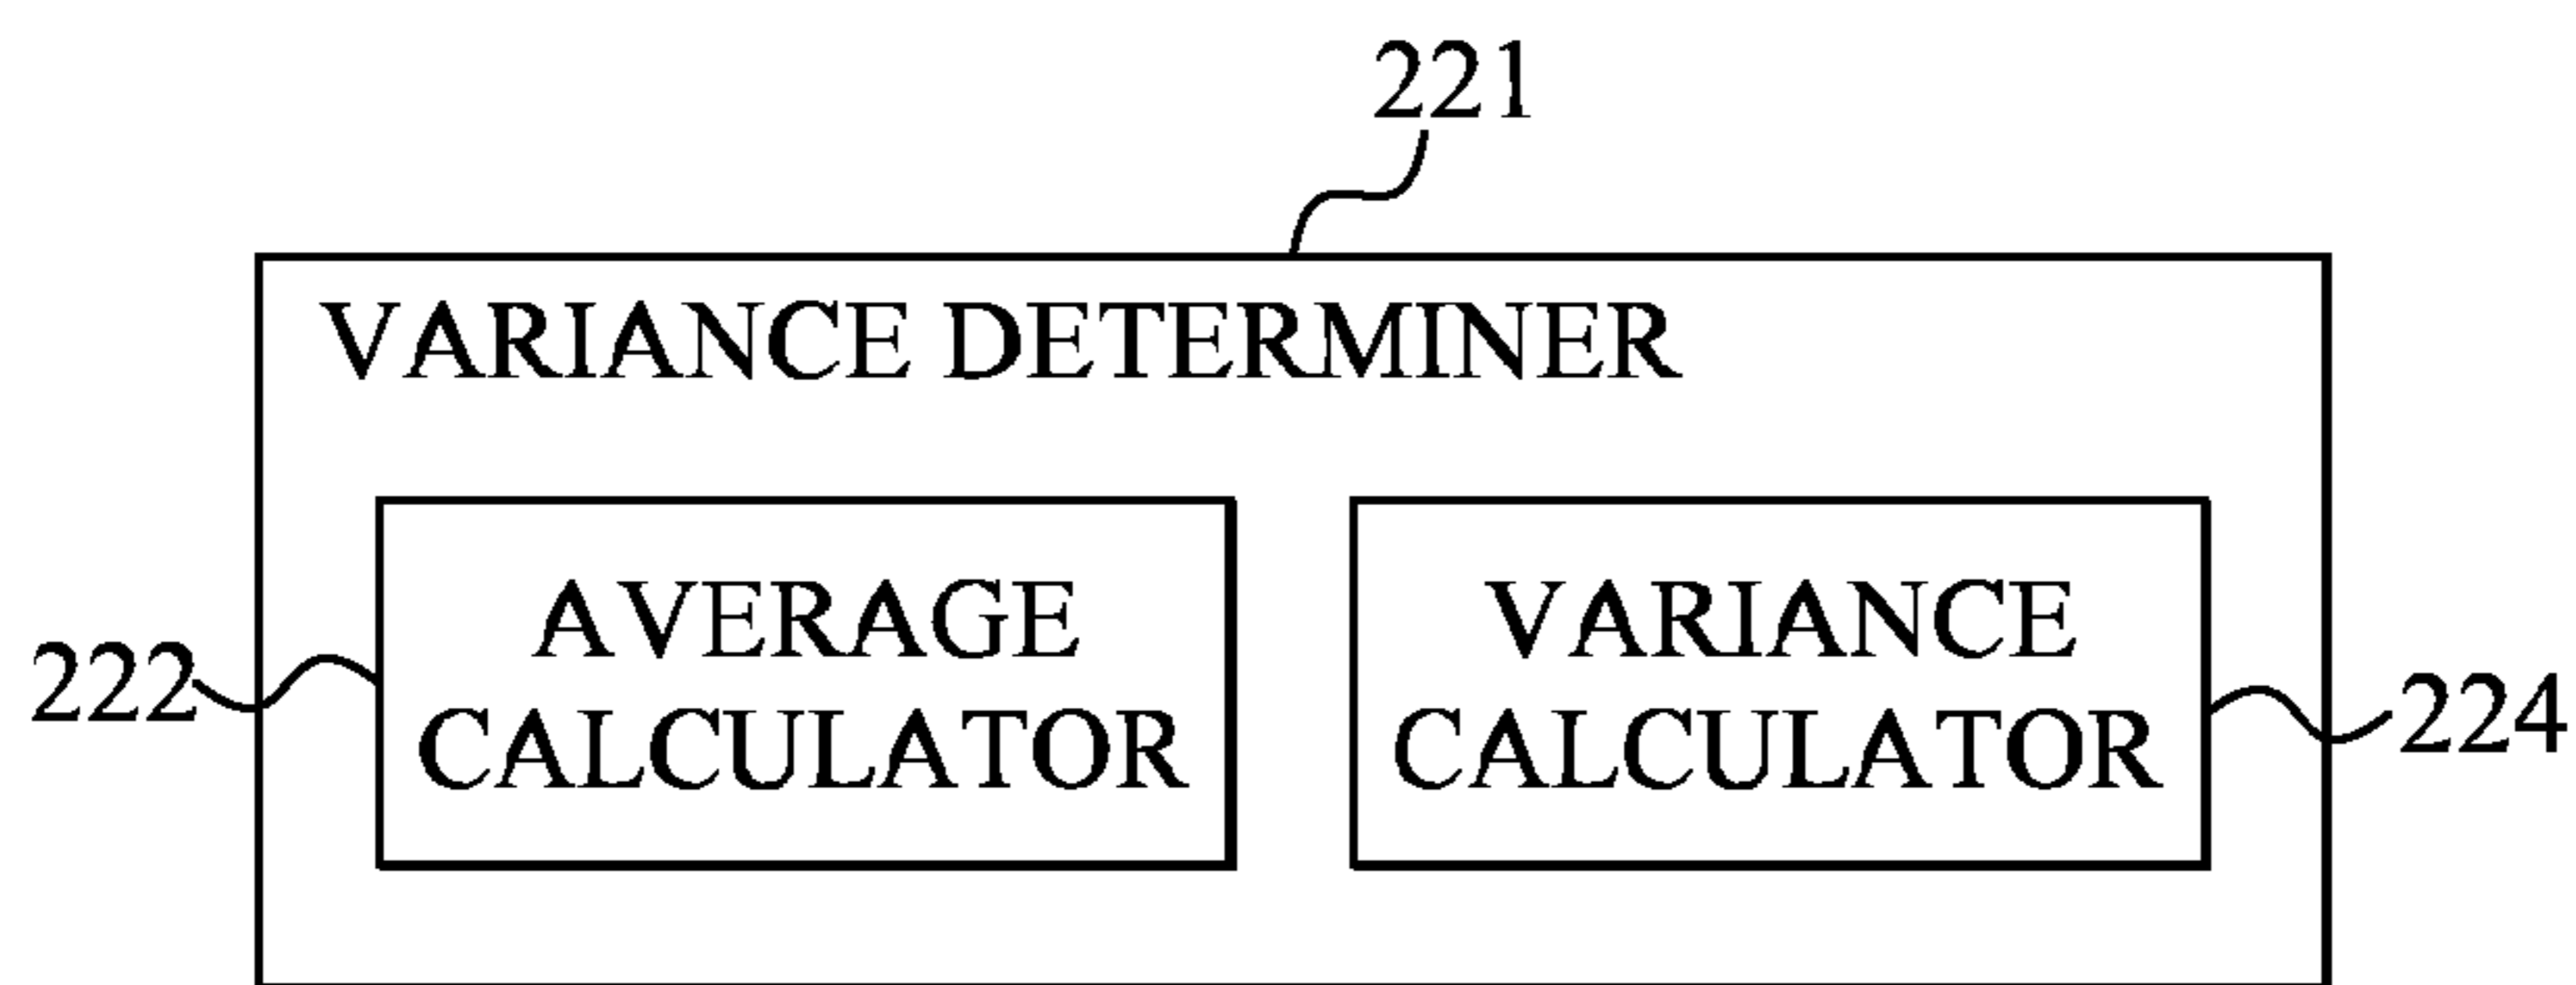 221
VARIANCE DETERMINER
AVERAGE
CALCULATOR
VARIANCE
CALCULATOR
222
224